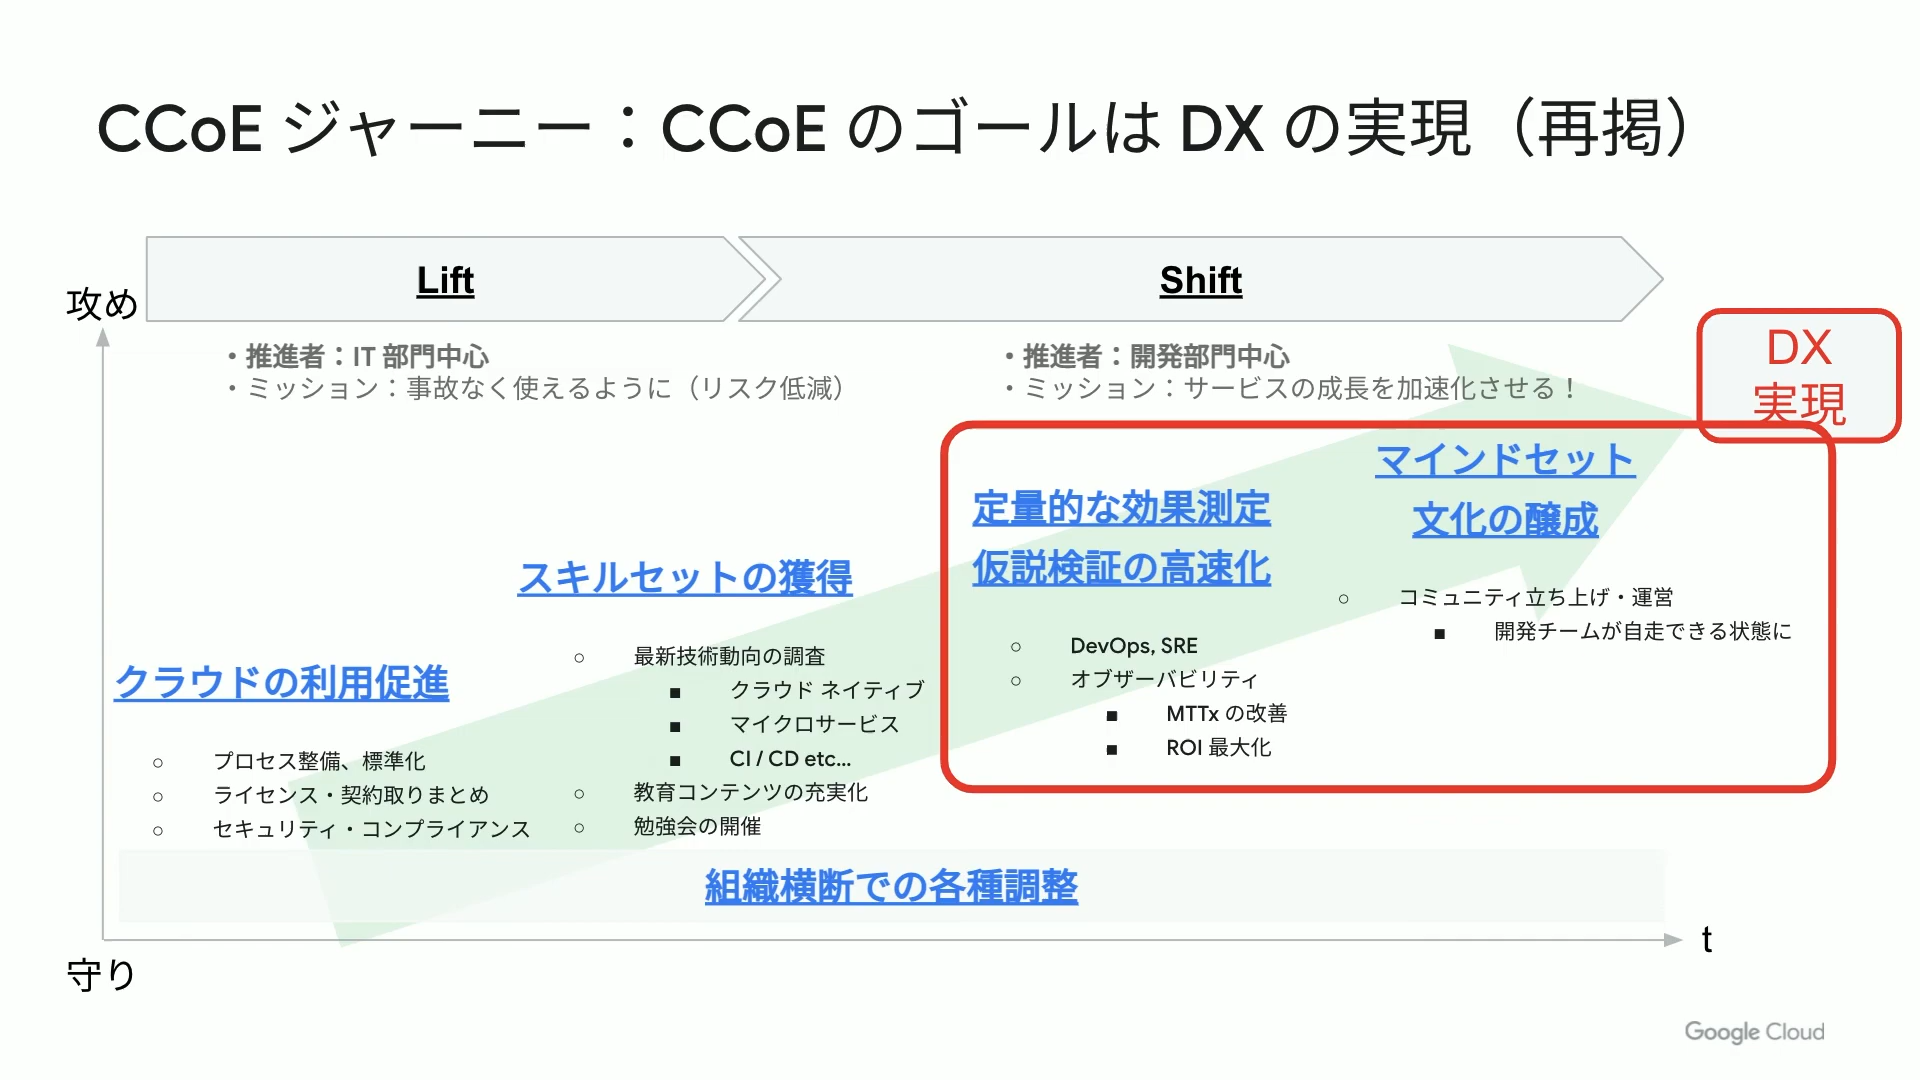 CCoE ジャーニー：CCoE のゴールは DX の実現（再掲）
Lift
Shift
攻め
・推進者：IT 部門中心
・ミッション：事故なく使えるように（リスク低減）
・推進者：開発部門中心
・ミッション：サービスの成長を加速化させる！
DX
実現
クラウドの利用促進
○ プロセス整備、標準化
○ ライセンス・契約取りまとめ
○ セキュリティ・コンプライアンス
スキルセットの獲得
○ 最新技術動向の調査
■ クラウド ネイティブ
■ マイクロサービス
■ CI / CD etc...
○ 教育コンテンツの充実化
○ 勉強会の開催
定量的な効果測定
仮説検証の高速化
○ DevOps, SRE
○ オブザーバビリティ
■ MTTx の改善
■ ROI 最大化
マインドセット
文化の醸成
○ コミュニティ立ち上げ・運営
■ 開発チームが自走できる状態に
組織横断での各種調整
t
守り
Google Cloud